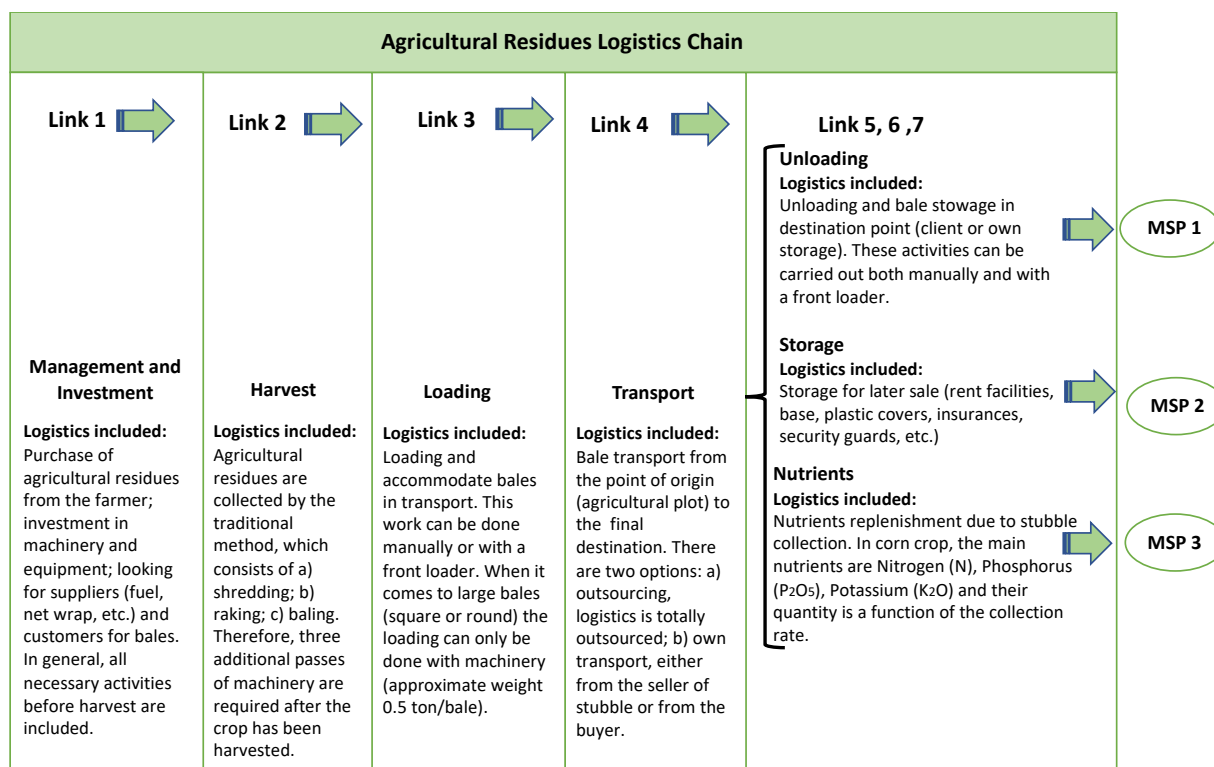 Agricultural Residues Logistics Chain
Link 1
Management and
Investment
Logistics included:
Purchase of
agricultural residues
from the farmer;
investment in
machinery and
equipment; looking
for suppliers (fuel,
net wrap, etc.) and
customers for bales.
In general, all
necessary activities
before harvest are
included.
Link 2
Harvest
Logistics included:
Agricultural
residues are
collected by the
traditional
method, which
consists of a)
shredding; b)
raking; c) baling.
Therefore, three
additional passes
of machinery are
required after the
crop has been
harvested.
Link 3
Loading
Logistics included:
Loading and
accommodate bales
in transport. This
work can be done
manually or with a
front loader. When it
comes to large bales
(square or round) the
loading can only be
done with machinery
(approximate weight
0.5 ton/bale).
Link 4
Transport
Logistics included:
Bale transport from
the point of origin
(agricultural plot) to
the final
destination. There
are two options: a)
outsourcing,
logistics is totally
outsourced; b) own
transport, either
from the seller of
stubble or from the
buyer.
Link 5, 6 ,7
Unloading
Logistics included:
Unloading and bale stowage in
destination point (client or own
storage). These activities can be
carried out both manually and with
a front loader.
MSP 1
Storage
Logistics included:
Storage for later sale (rent facilities,
base, plastic covers, insurances,
security guards, etc.)
MSP 2
Nutrients
Logistics included:
Nutrients replenishment due to stubble
collection. In corn crop, the main
nutrients are Nitrogen (N), Phosphorus
(P2O5), Potassium (K2O) and their
quantity is a function of the collection
rate.
MSP 3